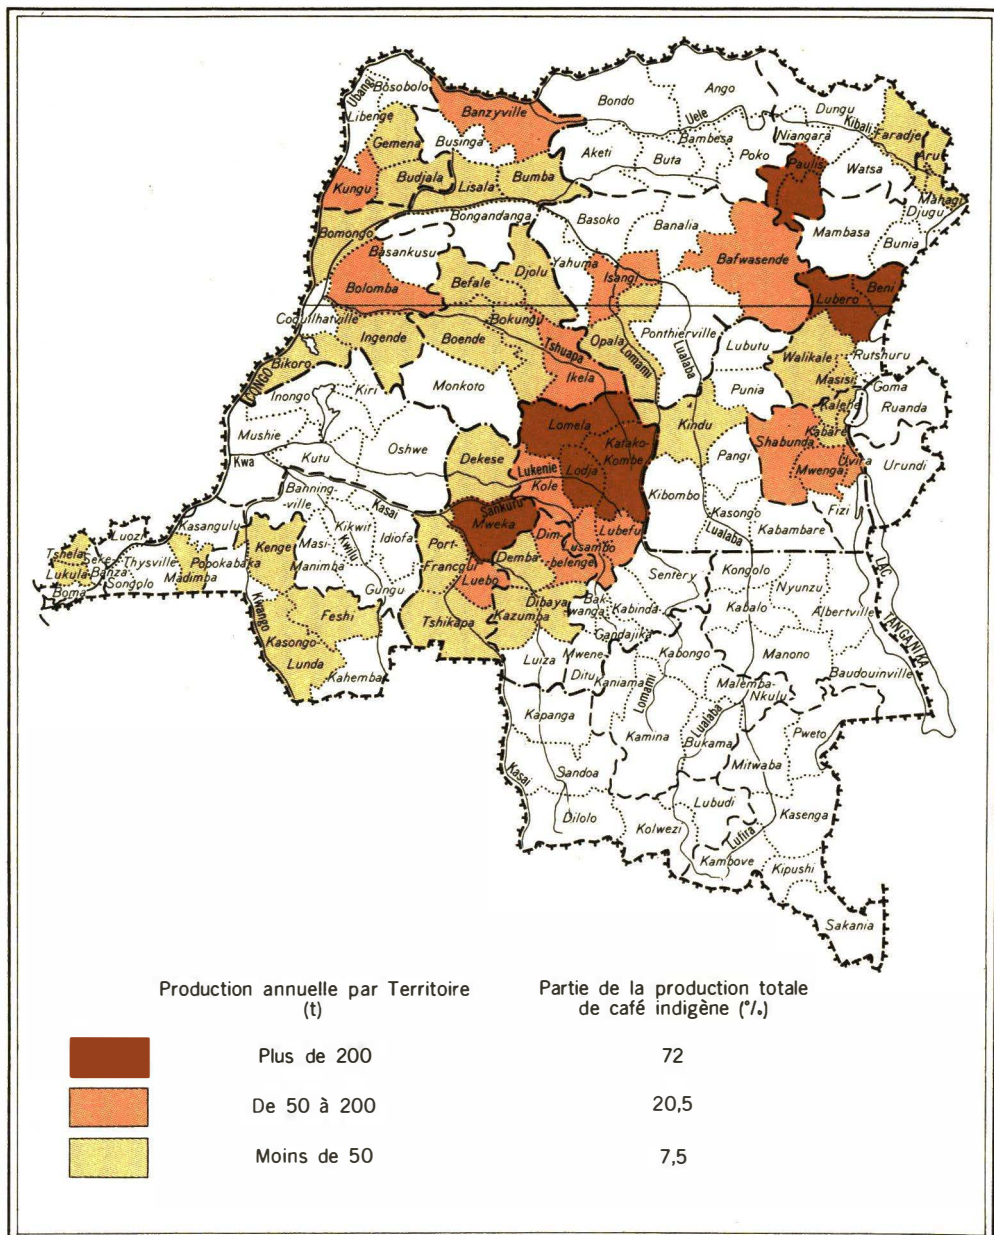 Bosobolo
Ubangi
Libenge
Banzyville
Gemena
Businga
Kungu
Budjala
Lisala
Bumba
Bondo
Ango
Uele
Bambesa
Aketi
Buta
Poko
Dungu
Kibali
Niangara
Faradje
Paulis
Watsa
Aru
Mahagi
Djugu
Mambasa
Bunia
Bomongo
Bongandanga
Basankusu
Basoko
Banalia
Yahuma
Bafwasende
Isangi
Djolu
Befale
Bolomba
Beni
Lubero
Coquilhatville
Bokungu
Ingende
Boende
Tshuapa
Opala
Lomami
Ponthierville
Lualaba
Lubutu
Walikale
Rutshuru
Masisi
Bikoro
CONGO
Ikela
Kiri
Inongo
Monkoto
Punia
Goma
Kalehe
Ruanda
Mushie
Oshwe
Lomela
Katako-
Kombe
Kindu
Kabare
Shabunda
Kwa
Kutu
Dekese
Lodja
Pangi
Mwenga
Uvira
Urundi
Lukenie
Kole
Banning-
ville
Kasai
Sankuru
Mweka
Kibombo
Kasongo
Lualaba
Kabambare
Fizi
Luozi
Kasangulu
Kikwit
Idiofa
Port-
Francqui
Dim-
belenge
Lusambo
Lubefu
Tshela
Seke-
Banza
Thysville
Songolo
Lukula
Boma
Madimba
Popokabaka
Kenge
Masi-
Manimba
Kwilu
Demba
Sentery
Kongolo
Nyunzu
LAC
TANGANIKA
Gungu
Luebo
Dibaya
Bak-
wanga
Kabinda
Kabalo
Albertville
Kwango
Feshi
Kasongo-
Lunda
Tshikapa
Kazumba
Gandajika
Kahemba
Luiza
Mwene-
Ditu
Kaniama
Kabongo
Manono
Baudouinville
Lomami
Malemba-
Nkulu
Kapanga
Kamina
Lualaba
Bukama
Mitwaba
Pweto
Kasai
Sandoa
Dilolo
Kolwezi
Lubudi
Lufira
Kasenga
Kambove
Kipushi
Sakania
Production annuelle par Territoire
(t)
Partie de la production totale
de café indigène (%.)
Plus de 200 72
De 50 à 200 20,5
Moins de 50 7,5